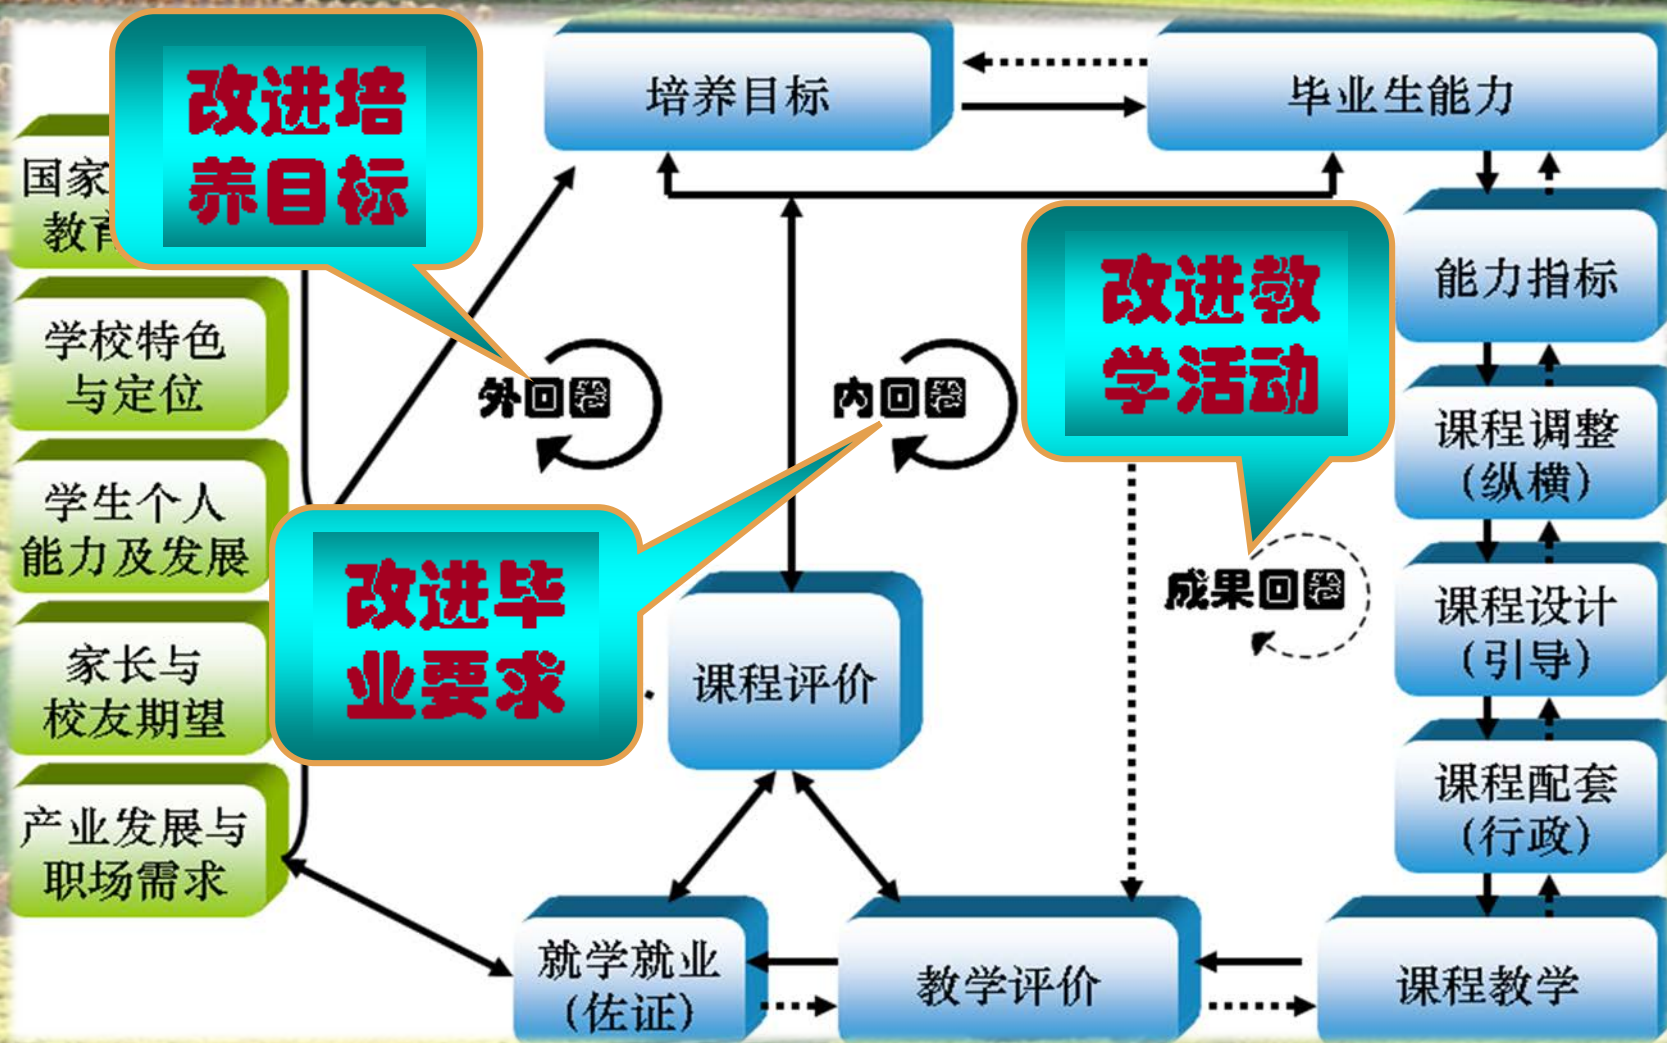 改进培
养目标
培养目标
毕业生能力
国家
教育
学校特色
与定位
学生个人
能力及发展
家长与
校友期望
产业发展与
职场需求
外回圈
内回圈
改进教
学活动
能力指标
课程调整
(纵横)
成果回圈
课程设计
(引导)
改进毕
业要求
课程评价
课程配套
(行政)
就学就业
(佐证)
教学评价
课程教学